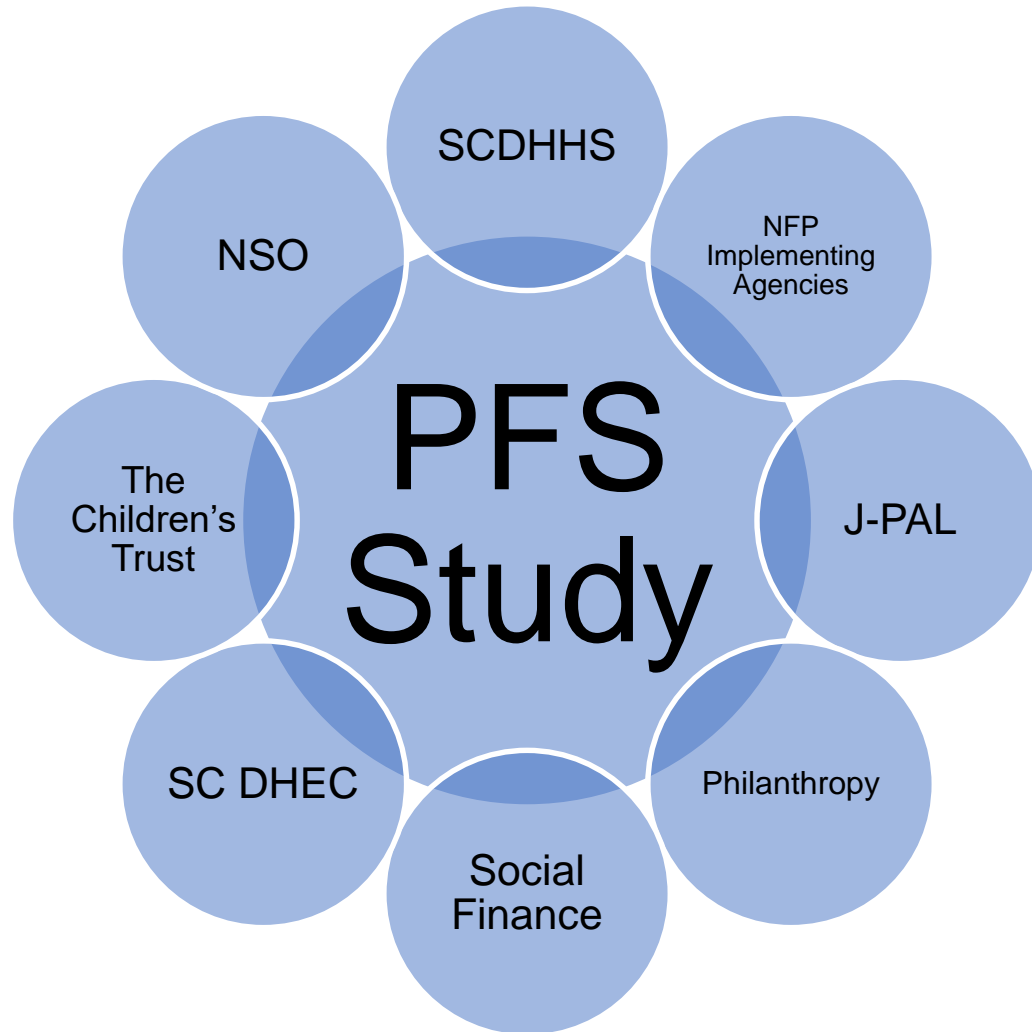 SCDHHS
NFP
Implementing
Agencies
J-PAL
Philanthropy
Social
Finance
SC DHEC
The
Children’s
Trust
NSO
PFS
Study